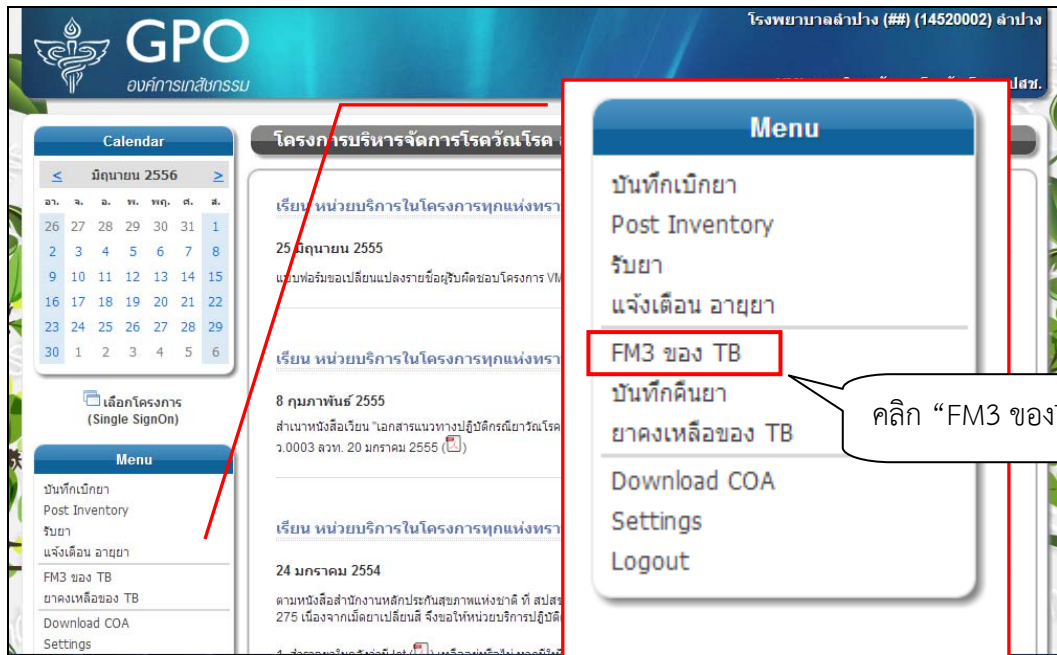 โรงพยาบาลลำปาง (##) (14520002) ลำปาง
GPO
องค์การเภสัชกรรม
ปสช.
Calendar
< มิถุนายน 2556 >
อา. จ. อ. พ. พฤ. ศ. ส.
26 27 28 29 30 31 1
2 3 4 5 6 7 8
9 10 11 12 13 14 15
16 17 18 19 20 21 22
23 24 25 26 27 28 29
30 1 2 3 4 5 6
เลือกโครงการ
(Single SignOn)
Menu
บันทึกเบิกยา
Post Inventory
รับยา
แจ้งเตือน อายุยา
FM3 ของ TB
ยาคงเหลือของ TB
Download COA
Settings
โครงการบริหารจัดการโรควัณโรค
เรียน หน่วยบริการในโครงการทุกแห่งทรา
25 มิถุนายน 2555
แบบฟอร์มขอเปลี่ยนแปลงรายชื่อผู้รับผิดชอบโครงการ VM
เรียน หน่วยบริการในโครงการทุกแห่งทรา
8 กุมภาพันธ์ 2555
สำเนาหนังสือเวียน "เอกสารแนวทางปฏิบัติกรณียาวัณโรค
ว.0003 ลวท. 20 มกราคม 2555 ( )
เรียน หน่วยบริการในโครงการทุกแห่งทรา
24 มกราคม 2554
ตามหนังสือสำนักงานหลักประกันสุขภาพแห่งชาติ ที่ สปสช
275 เนื่องจากเม็ดยาเปลี่ยนสี จึงขอให้หน่วยบริการปฏิบัติ
Menu
บันทึกเบิกยา
Post Inventory
รับยา
แจ้งเตือน อายุยา
FM3 ของ TB
บันทึกคืนยา
ยาคงเหลือของ TB
Download COA
Settings
Logout
คลิก “FM3 ของ